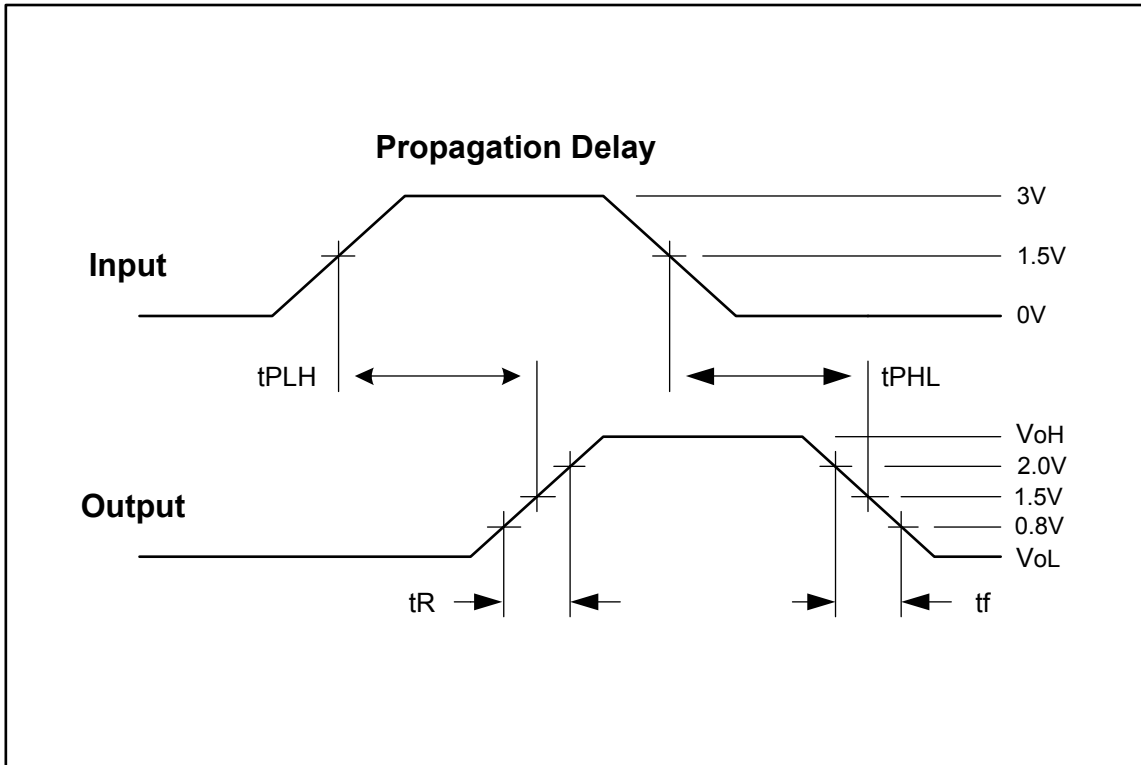 Propagation Delay
3V
Input
1.5V
0V
tPLH
tPHL
VoH
2.0V
Output
1.5V
0.8V
VoL
tR
tf